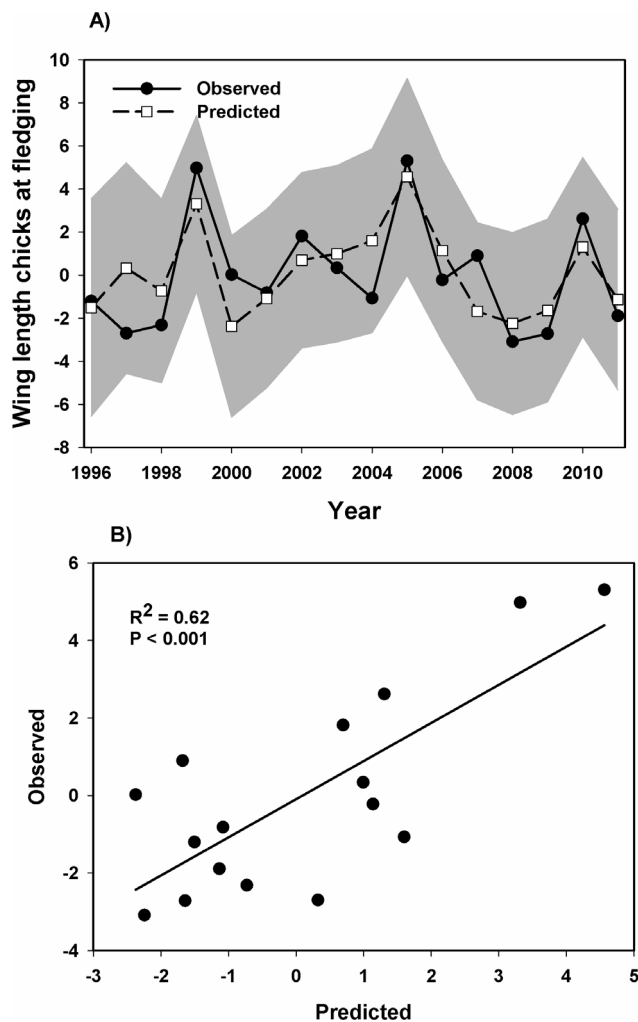 A)
Wing length chicks at fledging
10
8
6
4
2
0
-2
-4
-6
-8
Observed
Predicted
1996 1998 2000 2002 2004 2006 2008 2010
Year
B)
Observed
6
4
2
0
-2
-4
R² = 0.62
P < 0.001
-3 -2 -1 0 1 2 3 4 5
Predicted